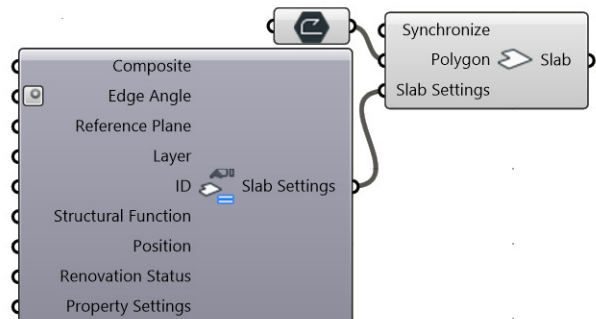 Synchronize
Polygon Slab
Slab Settings
Composite
Edge Angle
Reference Plane
Layer
ID Slab Settings
Structural Function
Position
Renovation Status
Property Settings